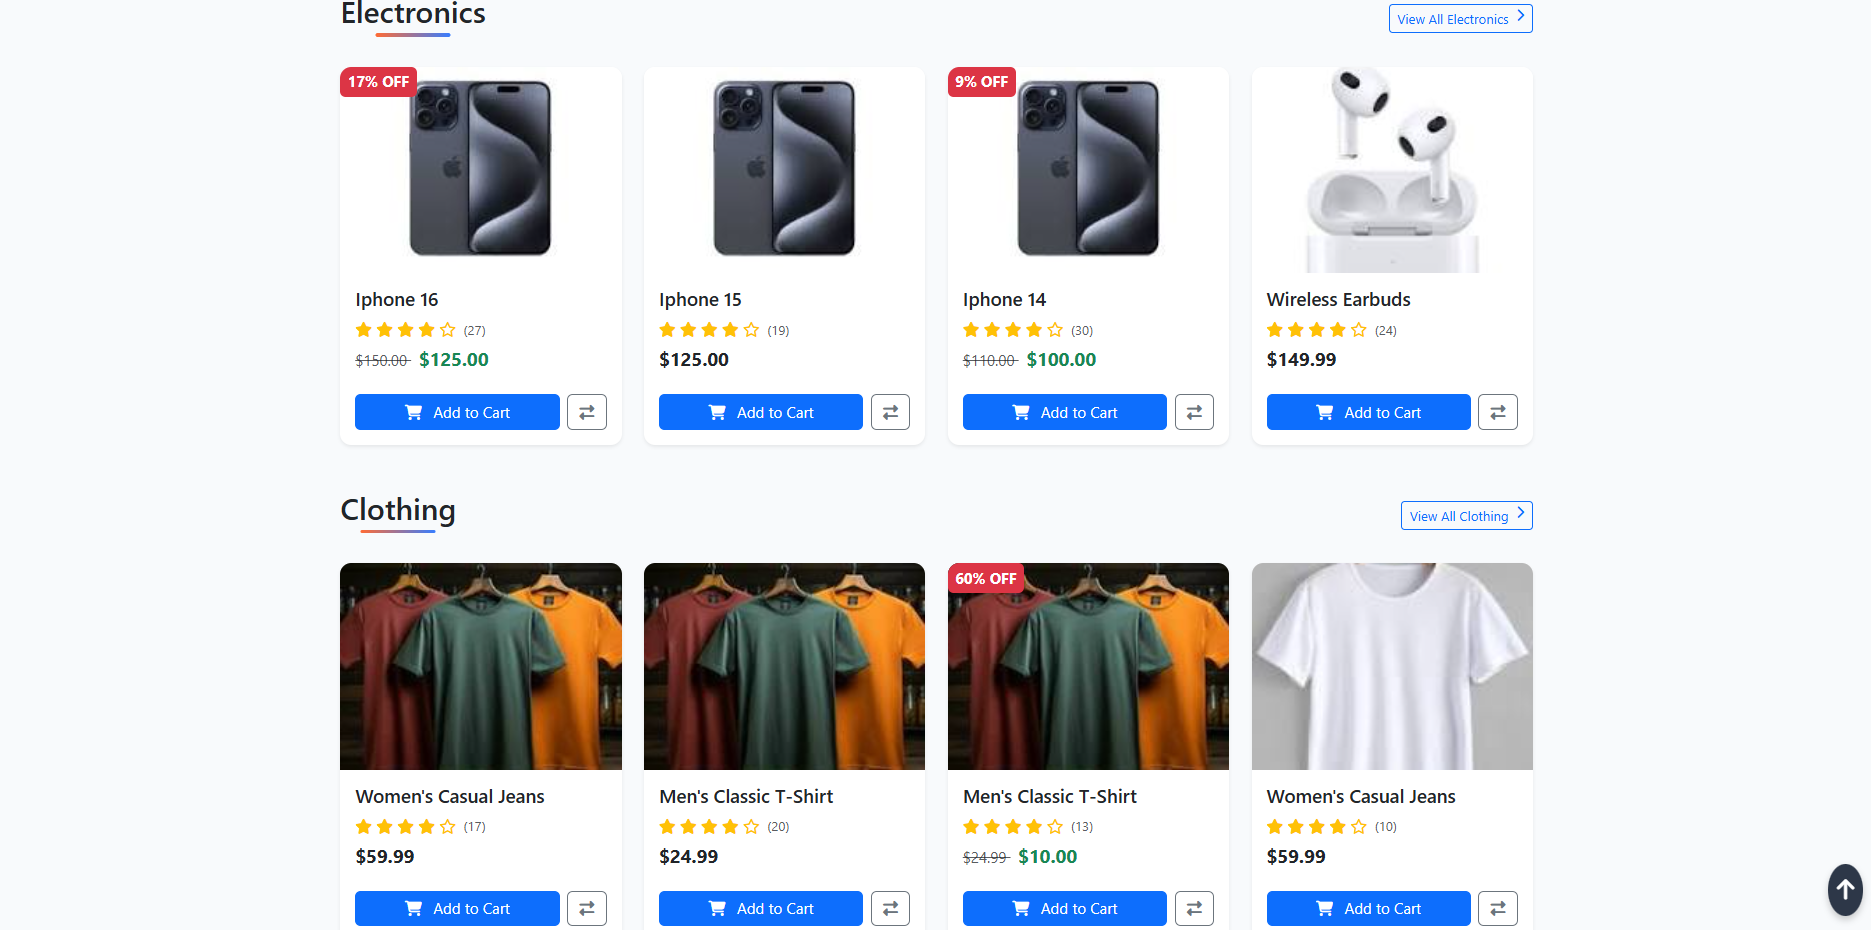 Electronics
View All Electronics
17% OFF
9% OFF
Iphone 16
Iphone 15
Iphone 14
Wireless Earbuds
(27)
(19)
(30)
(24)
$150.00 $125.00
$125.00
$110.00 $100.00
$149.99
Add to Cart
Add to Cart
Add to Cart
Add to Cart
Clothing
View All Clothing
60% OFF
Women's Casual Jeans
Men's Classic T-Shirt
Men's Classic T-Shirt
Women's Casual Jeans
(17)
(20)
(13)
(10)
$59.99
$24.99
$24.99 $10.00
$59.99
Add to Cart
Add to Cart
Add to Cart
Add to Cart